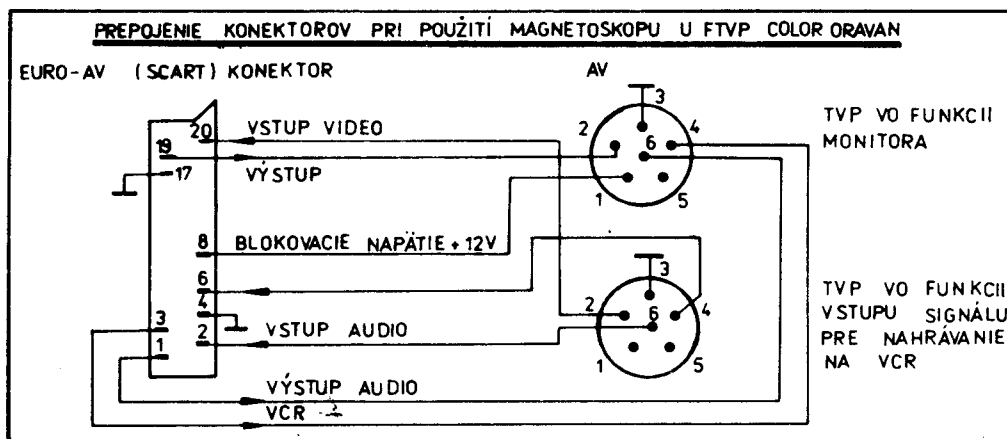 PREPOJENIE KONEKTOROV PRI POUŽITÍ MAGNETOSKOPU U FTVP COLOR ORAVAN
EURO-AV (SCART) KONEKTOR
AV
20
VSTUP VIDEO
19
17
VÝSTUP
8
BLOKOVACIE NAPÄTIE + 12V
6
4
3
2
VSTUP AUDIO
1
VÝSTUP AUDIO
VCR
3
2
6
4
1
5
TVP VO FUNKCII
MONITORA
3
2
6
4
1
5
TVP VO FUNKCII
VSTUPU SIGNÁLU
PRE NAHRÁVANIE
NA VCR